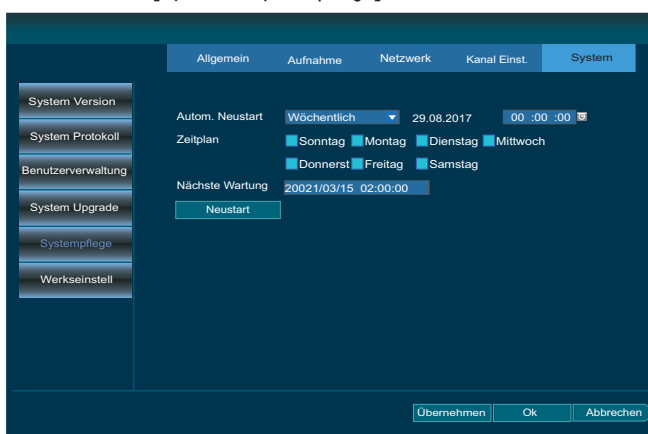 Allgemein Aufnahme Netzwerk Kanal Einst. System
System Version
System Protokoll
Benutzerverwaltung
System Upgrade
Systempflege
Werkseinstell
Autom. Neustart Wöchentlich 29.08.2017 00 :00 :00
Zeitplan Sonntag Montag Dienstag Mittwoch
Donnerst Freitag Samstag
Nächste Wartung 20021/03/15 02:00:00
Neustart
Übernehmen Ok Abbrechen